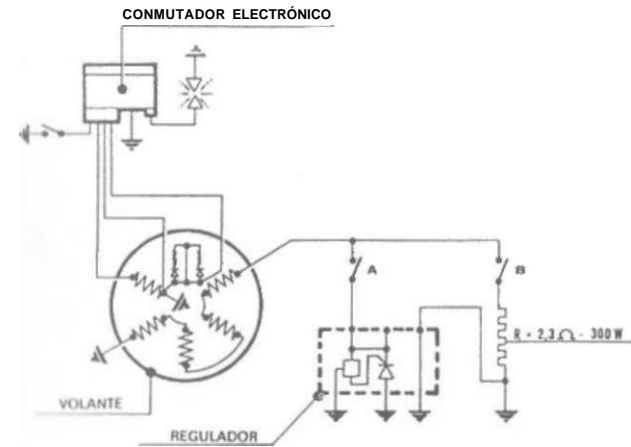 CONMUTADOR ELECTRÓNICO
A
B
R = 2,3 Ω - 300 W
VOLANTE
REGULADOR